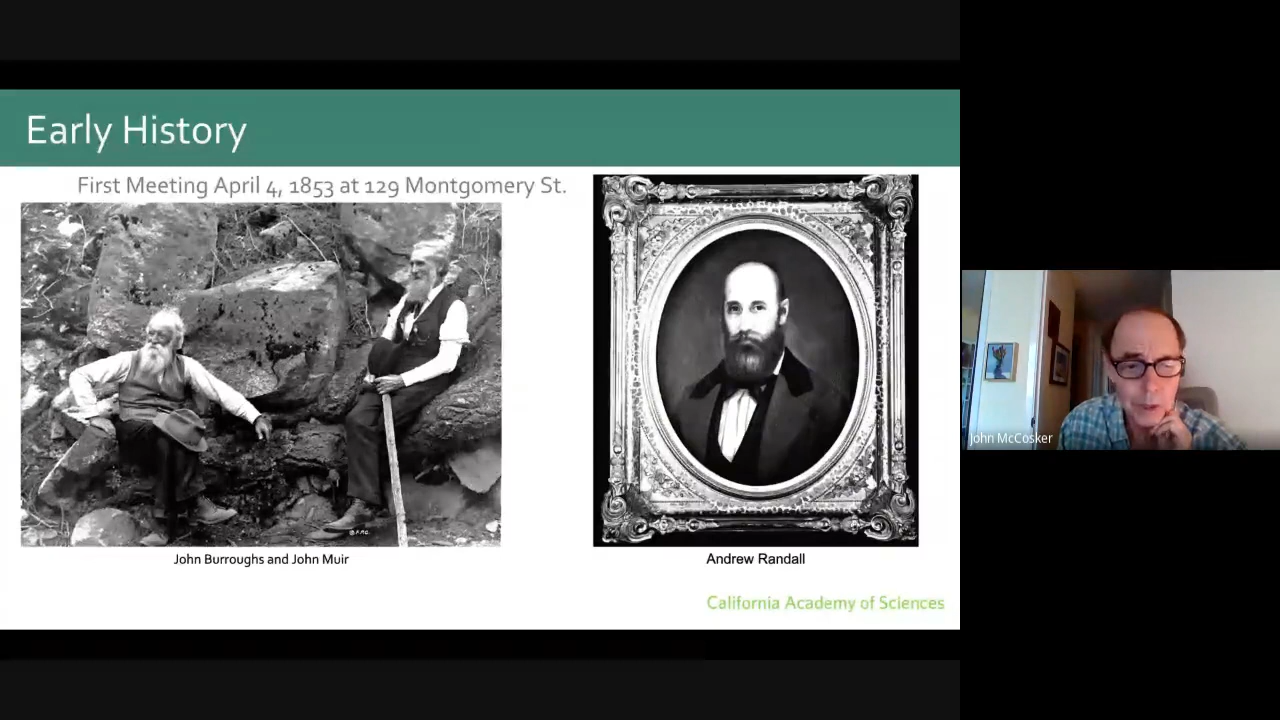 Early History
First Meeting April 4, 1853 at 129 Montgomery St.
John Burroughs and John Muir
Andrew Randall
California Academy of Sciences
John McCosker